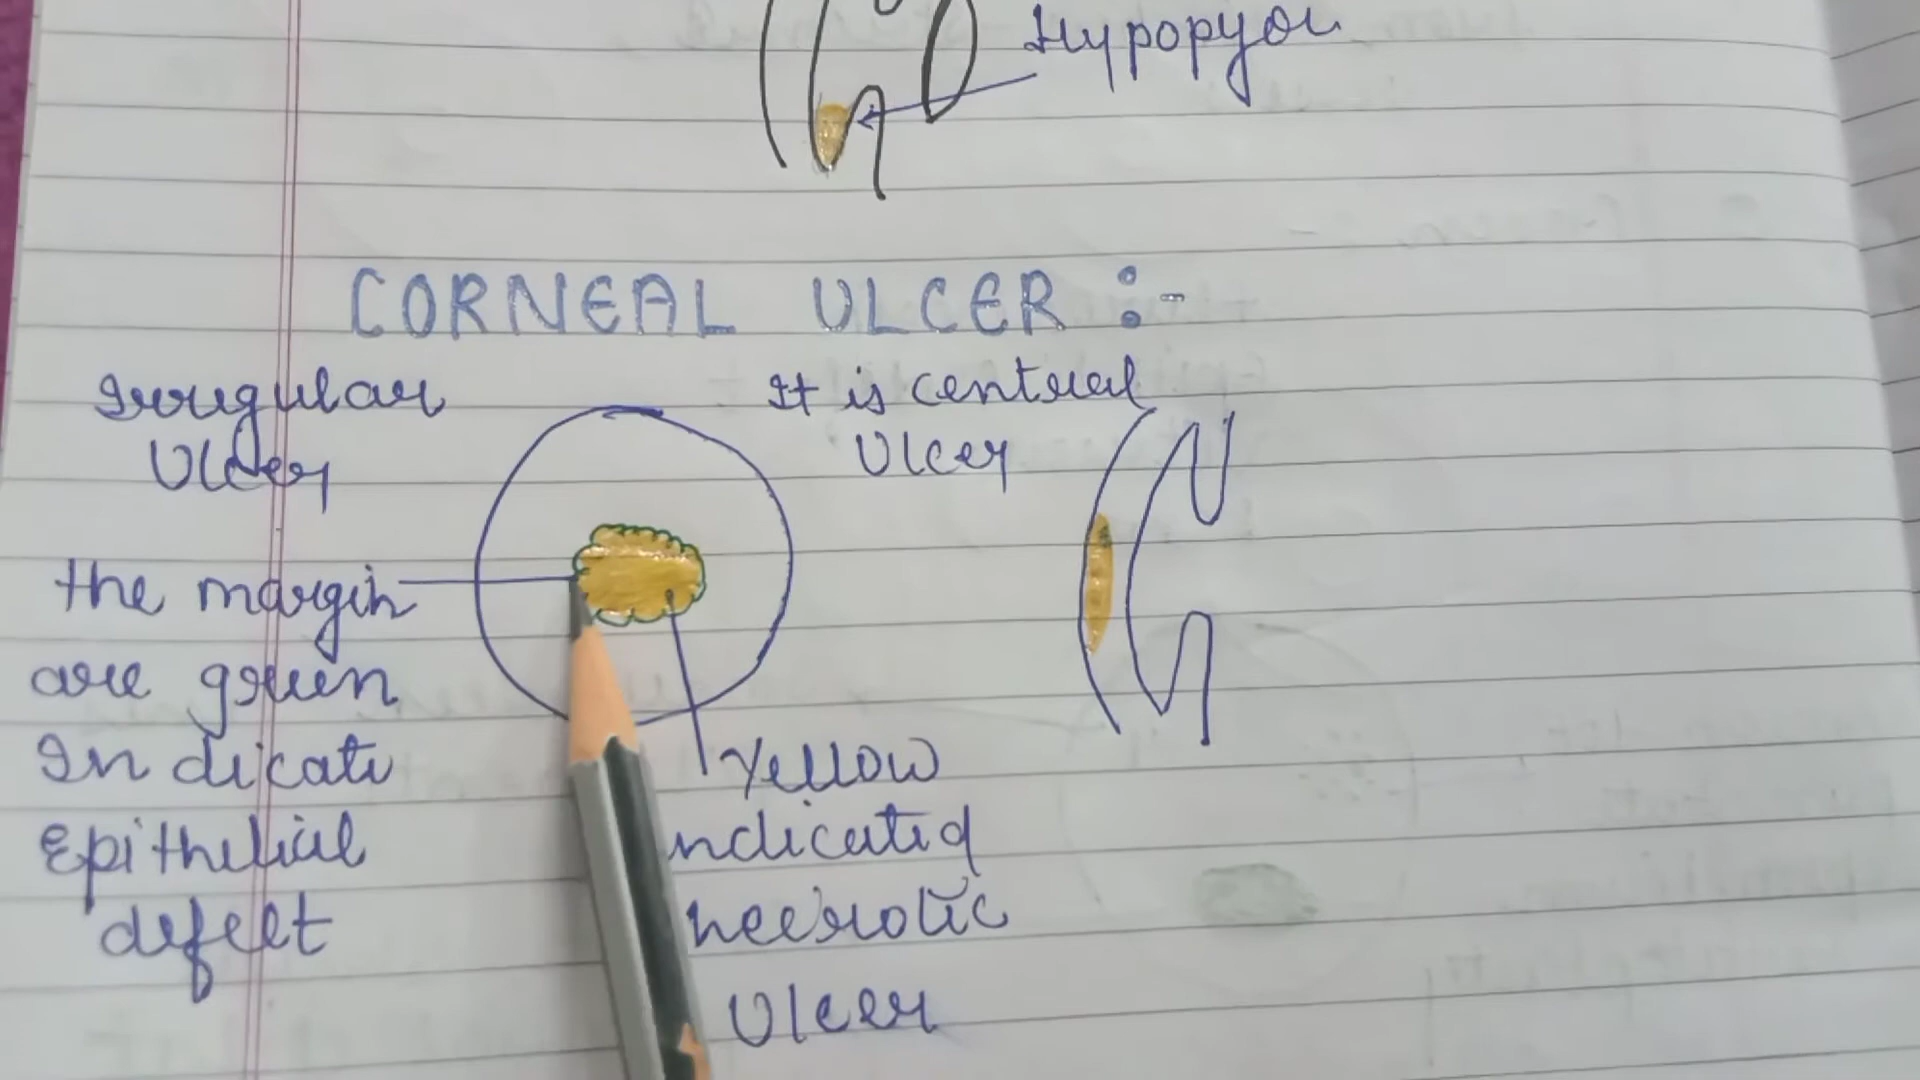 Hypopyon
CORNEAL ULCER :-
Irregular
Ulcer
It is central
Ulcer
the margin
are green
Indicate
Epithelial
defect
Yellow
indicated
necrotic
Ulcer